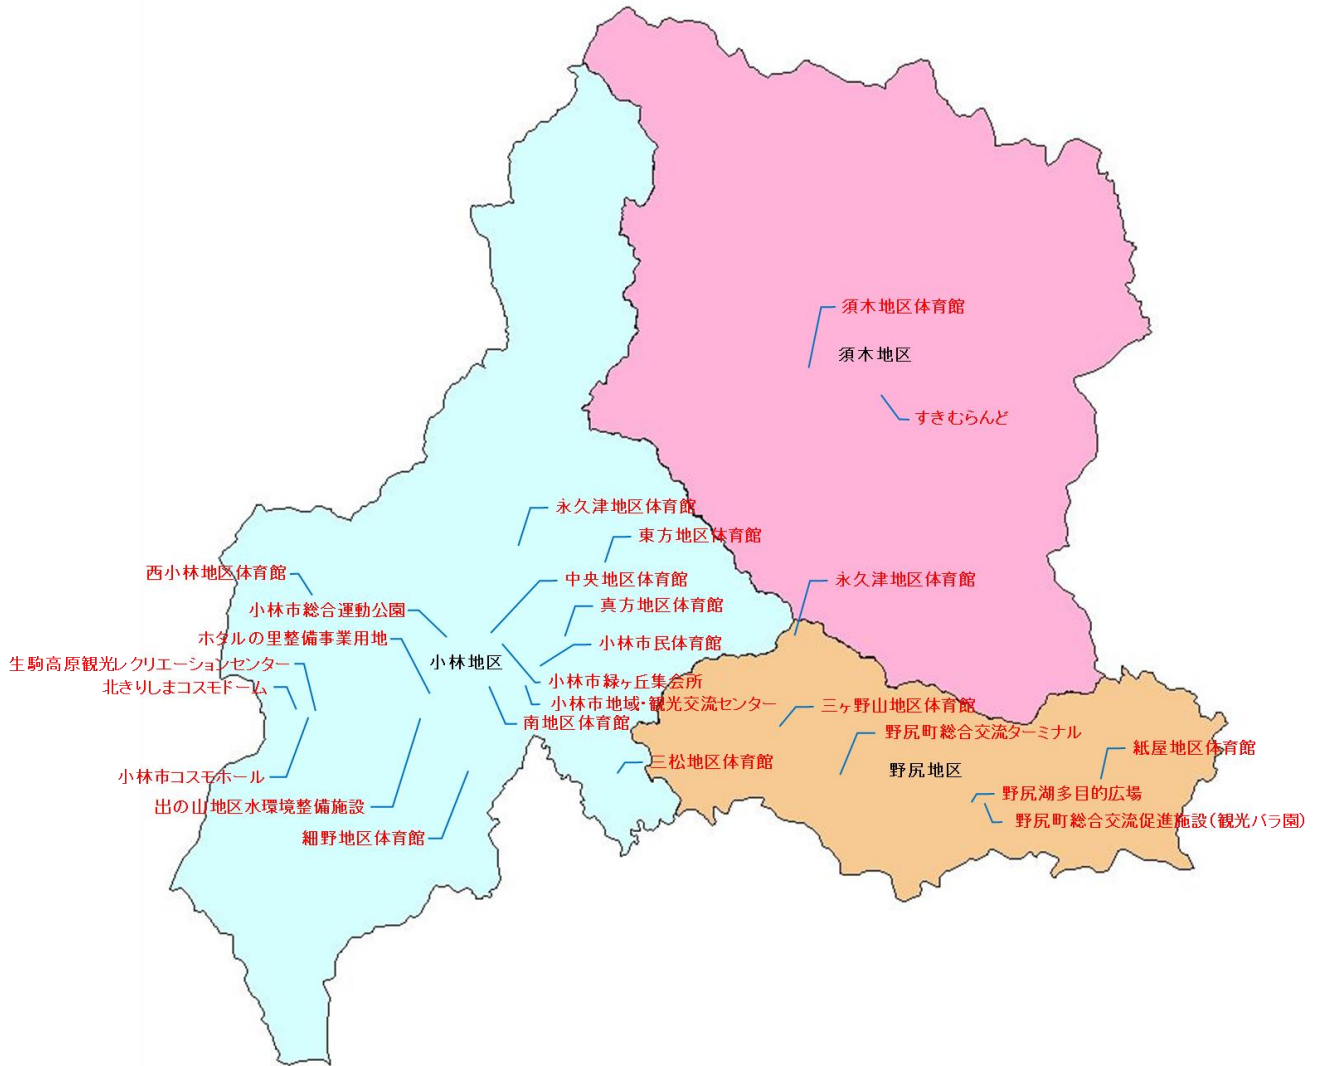 須木地区体育館
須木地区
すきむらんど
永久津地区体育館
東方地区体育館
西小林地区体育館
中央地区体育館
永久津地区体育館
小林市総合運動公園
真方地区体育館
ホタルの里整備事業用地
小林市民体育館
生駒高原観光レクリエーションセンター
小林地区
北きりしまコスモドーム
小林市緑ヶ丘集会所
小林市地域・観光交流センター
三ヶ野山地区体育館
南地区体育館
野尻町総合交流ターミナル
紙屋地区体育館
三松地区体育館
野尻地区
小林市コスモホール
野尻湖多目的広場
出の山地区水環境整備施設
野尻町総合交流促進施設(観光バラ園)
細野地区体育館